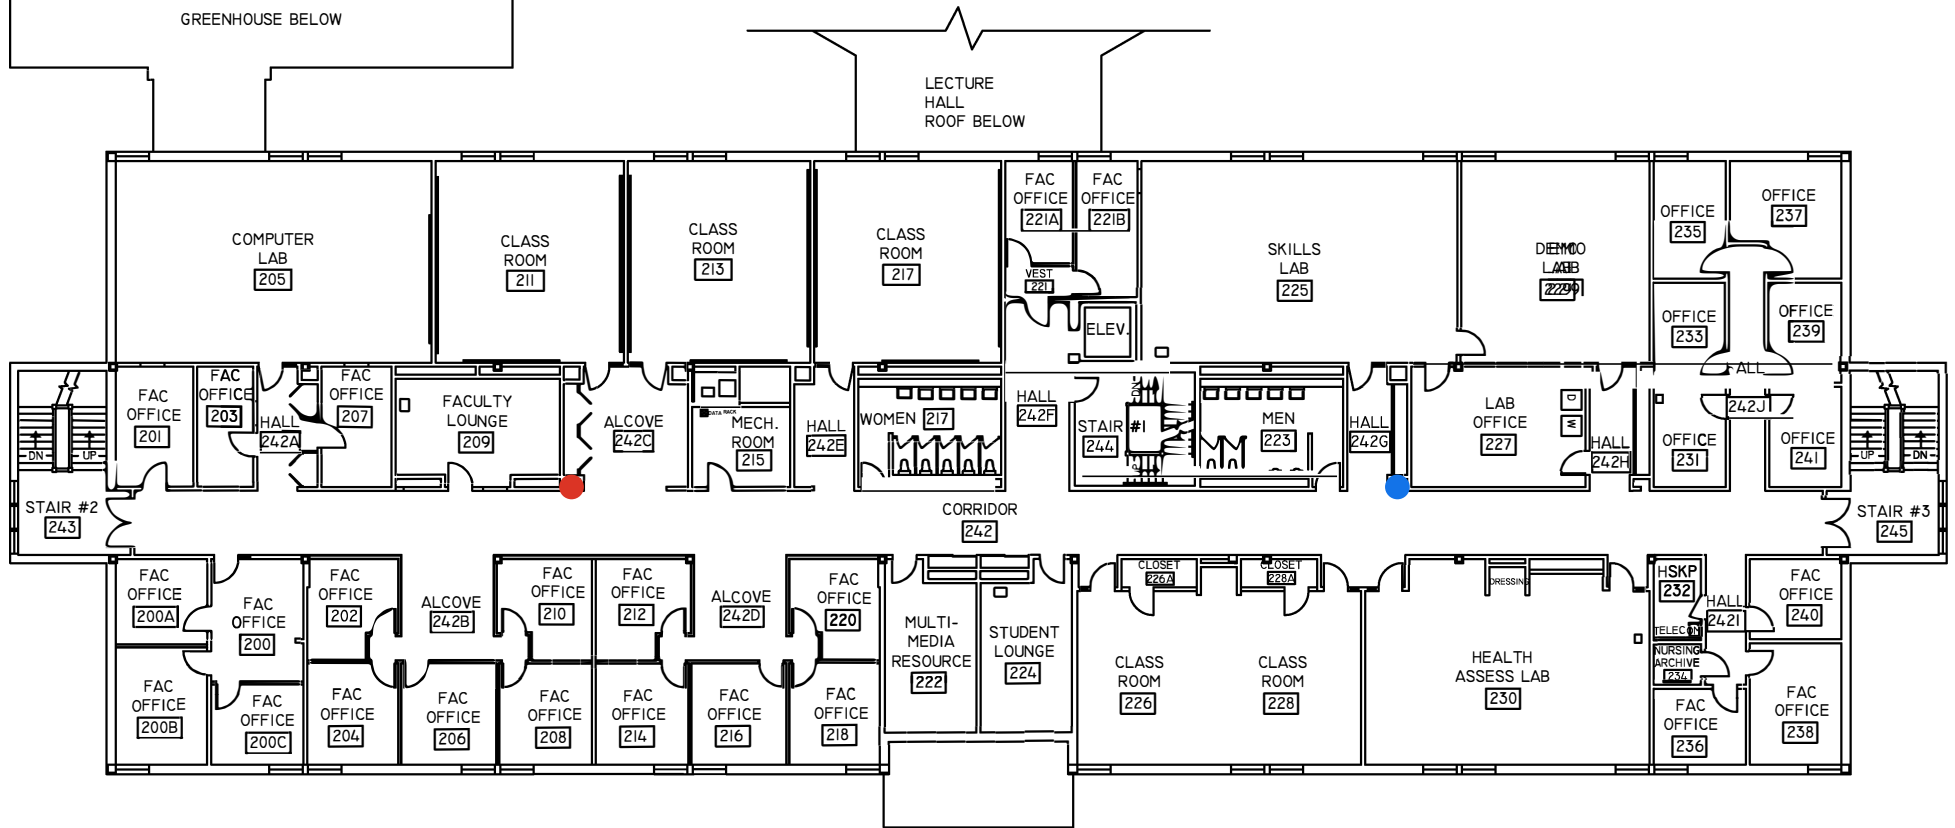 GREENHOUSE BELOW
LECTURE
HALL
ROOF BELOW
COMPUTER
LAB
205
CLASS
ROOM
211
CLASS
ROOM
213
CLASS
ROOM
217
FAC
OFFICE
221A
FAC
OFFICE
221B
VEST
221
ELEV.
SKILLS
LAB
225
LAB
OFFICE
235
OFFICE
237
OFFICE
233
OFFICE
239
FAC
OFFICE
201
FAC
OFFICE
203
HALL
242A
FAC
OFFICE
207
FACULTY
LOUNGE
209
ALCOVE
242C
DATA RACK
MECH.
ROOM
215
HALL
242E
WOMEN 217
HALL
242F
STAIR #1
244
DN
UP
MEN
223
HALL
242G
LAB
OFFICE
227
D
W
HALL
242H
OFFICE
231
ALL
242J
OFFICE
241
DN
UP
UP
DN
STAIR #2
243
CORRIDOR
242
STAIR #3
245
FAC
OFFICE
200A
FAC
OFFICE
200
FAC
OFFICE
200B
FAC
OFFICE
200C
FAC
OFFICE
202
ALCOVE
242B
FAC
OFFICE
210
FAC
OFFICE
212
ALCOVE
242D
FAC
OFFICE
220
FAC
OFFICE
204
FAC
OFFICE
206
FAC
OFFICE
208
FAC
OFFICE
214
FAC
OFFICE
216
FAC
OFFICE
218
MULTI-
MEDIA
RESOURCE
222
STUDENT
LOUNGE
224
CLOSET
226A
CLOSET
228A
CLASS
ROOM
226
CLASS
ROOM
228
DRESSING
HEALTH
ASSESS LAB
230
HSKP
232
TELECOM
NURSING
ARCHIVE
234
HALL
242I
FAC
OFFICE
240
FAC
OFFICE
236
FAC
OFFICE
238